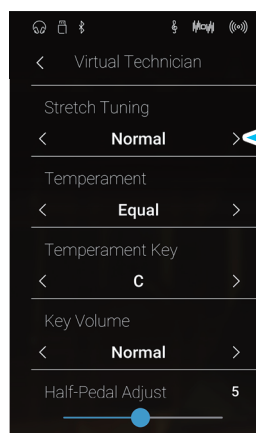 Virtual Technician
Stretch Tuning
Normal
Temperament
Equal
Temperament Key
C
Key Volume
Normal
Half-Pedal Adjust 5